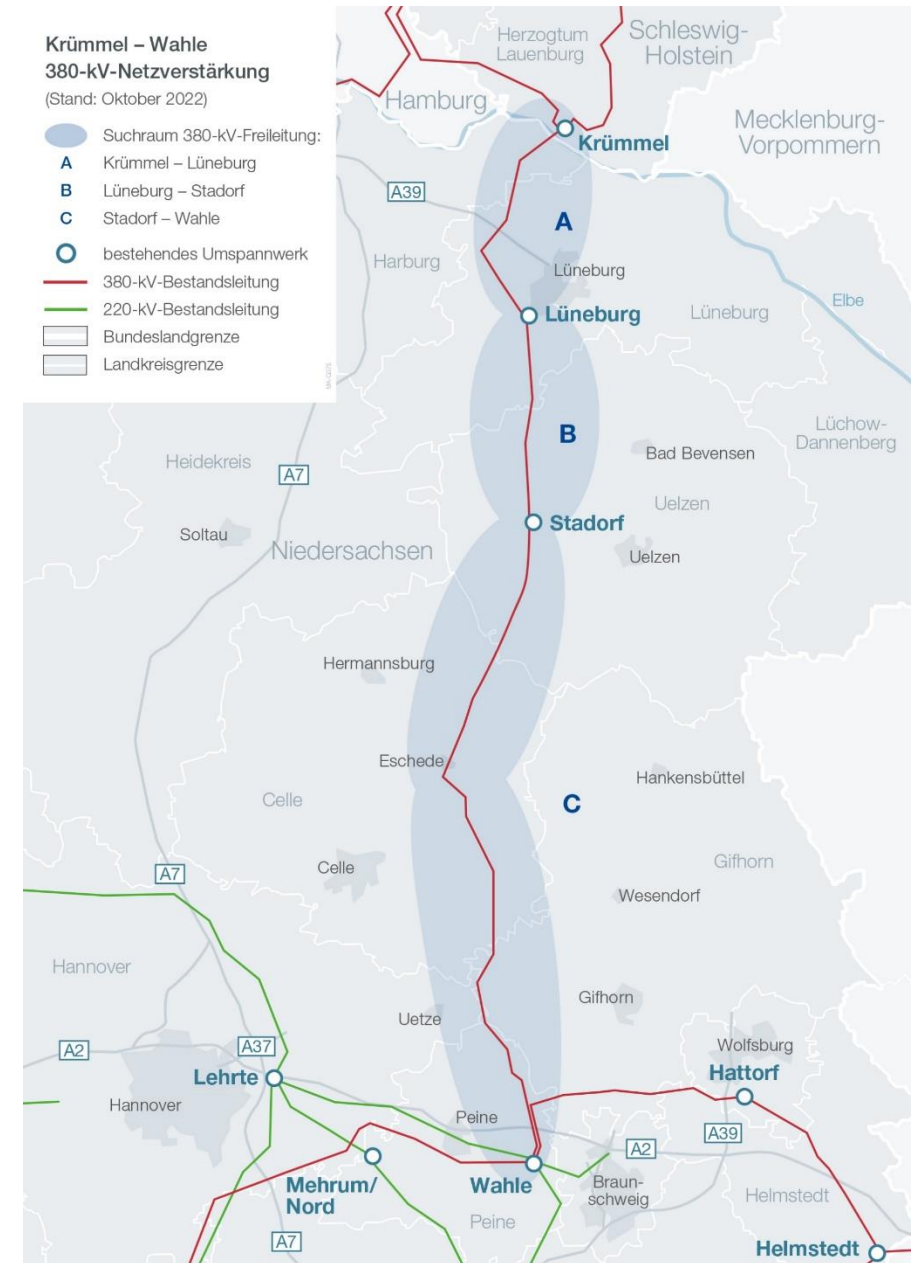 Krümmel – Wahle
380-kV-Netzverstärkung
(Stand: Oktober 2022)
Suchraum 380-kV-Freileitung:
A Krümmel – Lüneburg
B Lüneburg – Stadorf
C Stadorf – Wahle
bestehendes Umspannwerk
380-kV-Bestandsleitung
220-kV-Bestandsleitung
Bundeslandgrenze
Landkreisgrenze
Herzogtum
Lauenburg
Schleswig-
Holstein
Hamburg
Mecklenburg-
Vorpommern
Krümmel
A39
A
Harburg
Lüneburg
Lüneburg
Lüneburg
Elbe
B
Lüchow-
Dannenberg
Bad Bevensen
Heidekreis
A7
Uelzen
Soltau
Stadorf
Niedersachsen
Uelzen
Hermannsburg
Eschede
Hankensbüttel
Celle
C
Gifhorn
Celle
A7
Wesendorf
Hannover
Gifhorn
Uetze
A2
A37
Wolfsburg
Lehrte
Hattorf
Hannover
Peine
A39
A2
Mehrum/
Nord
Wahle
Braun-
schweig
Helmstedt
Peine
A7
Helmstedt